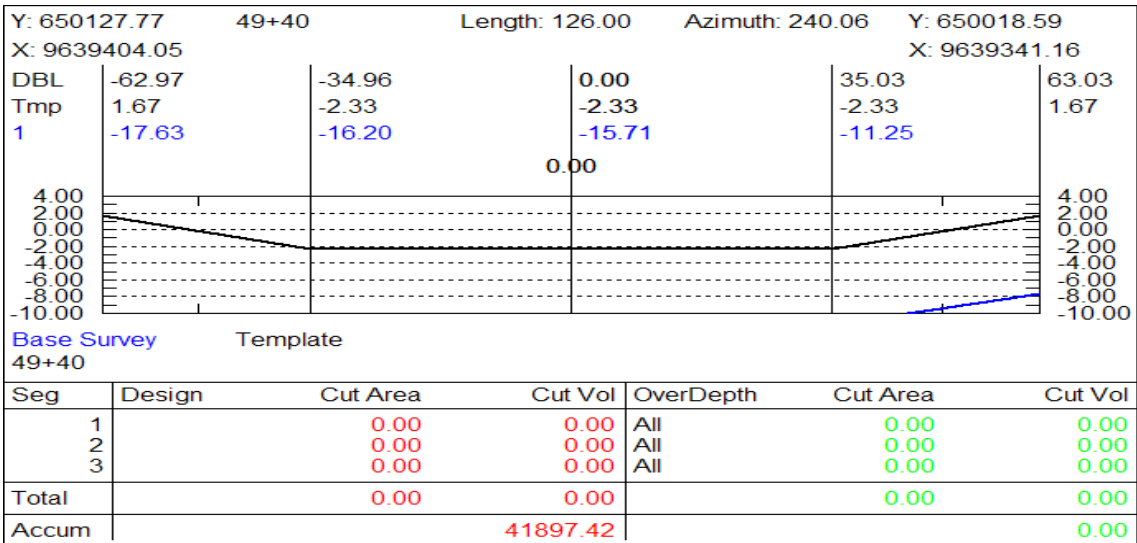 Y: 650127.77 49+40 Length: 126.00 Azimuth: 240.06 Y: 650018.59
X: 9639404.05 X: 9639341.16
DBL -62.97 -34.96 0.00 35.03 63.03
Tmp 1.67 -2.33 -2.33 -2.33 1.67
1 -17.63 -16.20 -15.71 -11.25
0.00
4.00 4.00
2.00 2.00
0.00 0.00
-2.00 -2.00
-4.00 -4.00
-6.00 -6.00
-8.00 -8.00
-10.00 -10.00
Base Survey Template
49+40
Seg Design Cut Area Cut Vol OverDepth Cut Area Cut Vol
1 0.00 0.00 All 0.00 0.00
2 0.00 0.00 All 0.00 0.00
3 0.00 0.00 All 0.00 0.00
Total 0.00 0.00 0.00 0.00
Accum 41897.42 0.00